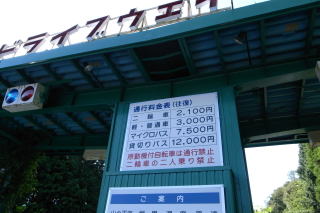 ドライブウェイ
通行料金表(往復)
二輪車 2,100円
軽・普通車 3,000円
マイクロバス 7,500円
貸切りバス 12,000円
原動機付自転車は通行禁止
二輪車の二人乗り禁止
ご案内